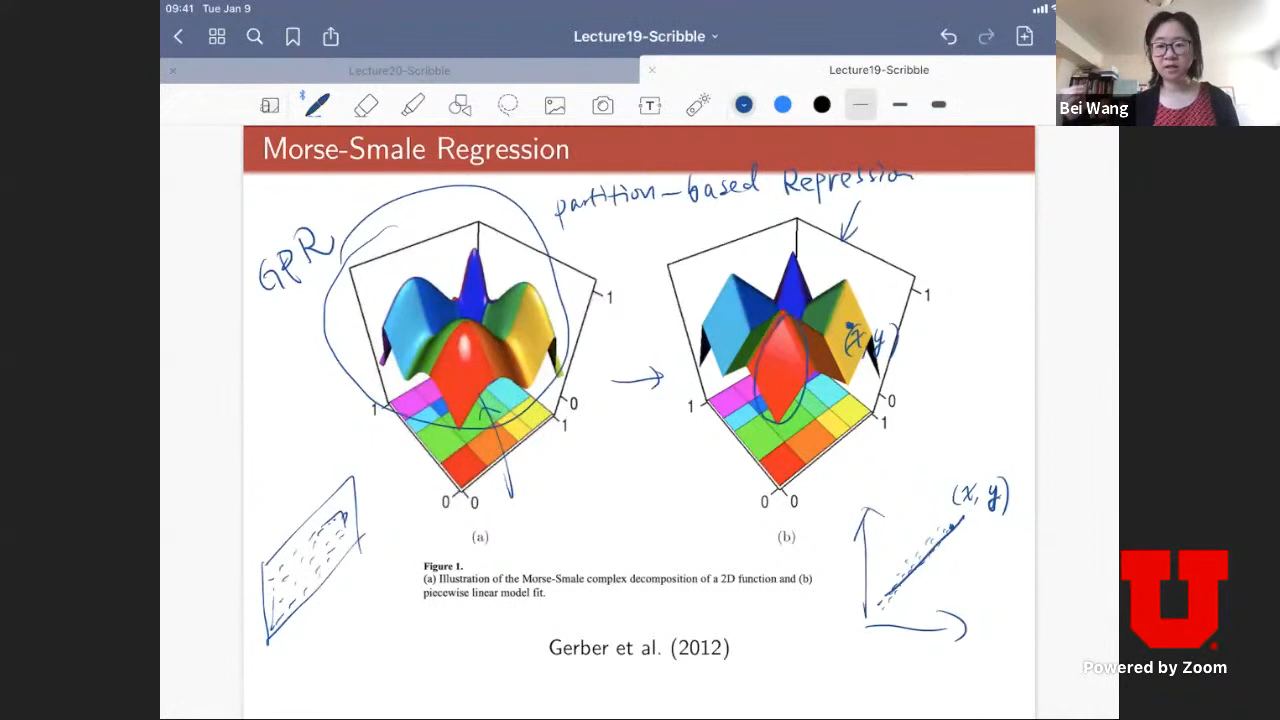 09:41 Tue Jan 9
Lecture19-Scribble
Lecture20-Scribble
Lecture19-Scribble
T
Bei Wang
Morse-Smale Regression
partition-based Regression
GPR
1
1
(x, y)
1
0
1
1
0
1
0 0
0 0
(x, y)
(a)
(b)
Figure 1.
(a) Illustration of the Morse-Smale complex decomposition of a 2D function and (b)
piecewise linear model fit.
Gerber et al. (2012)
U
Powered by Zoom